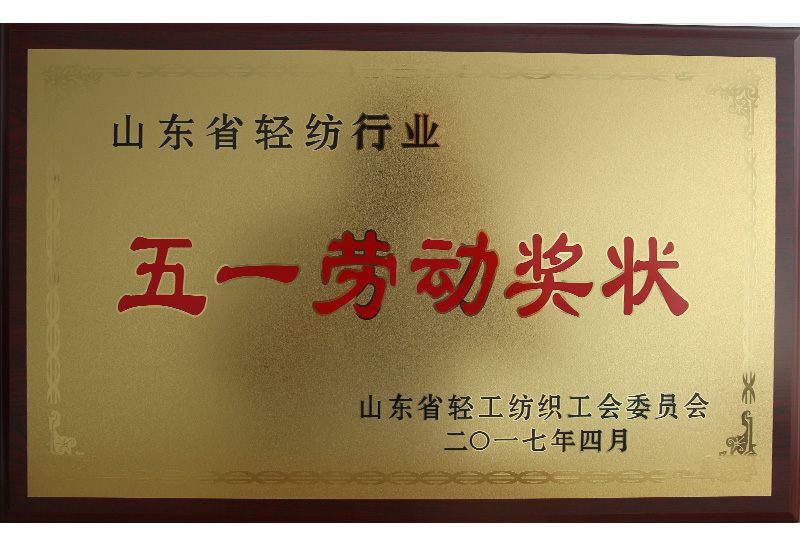 山东省轻纺行业
五一劳动奖状
山东省轻工纺织工会委员会
二〇一七年四月